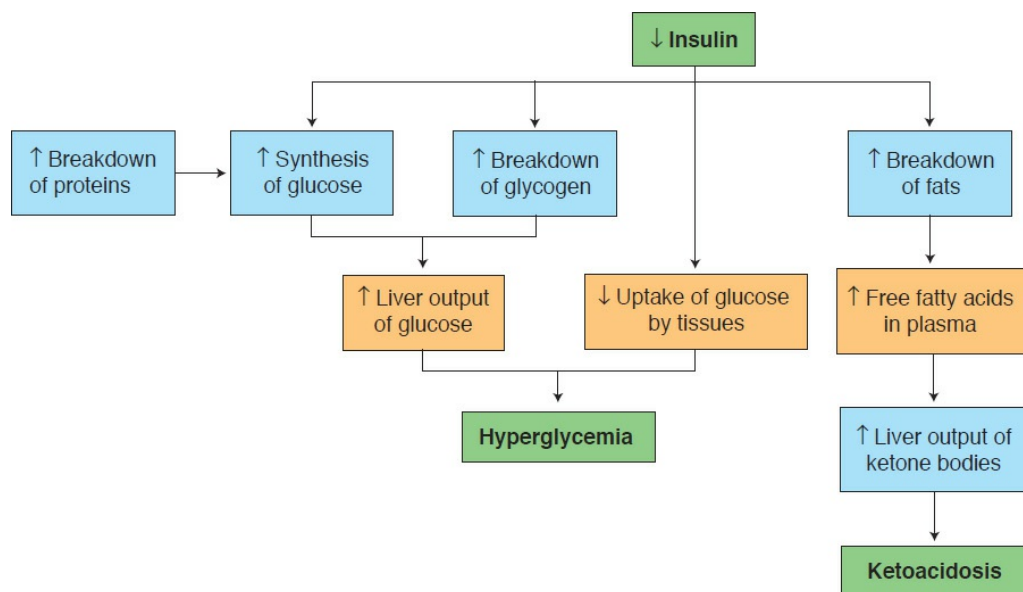 ↓ Insulin
↑ Breakdown
of proteins
↑ Synthesis
of glucose
↑ Breakdown
of glycogen
↑ Breakdown
of fats
↑ Liver output
of glucose
↓ Uptake of glucose
by tissues
↑ Free fatty acids
in plasma
Hyperglycemia
↑ Liver output of
ketone bodies
Ketoacidosis